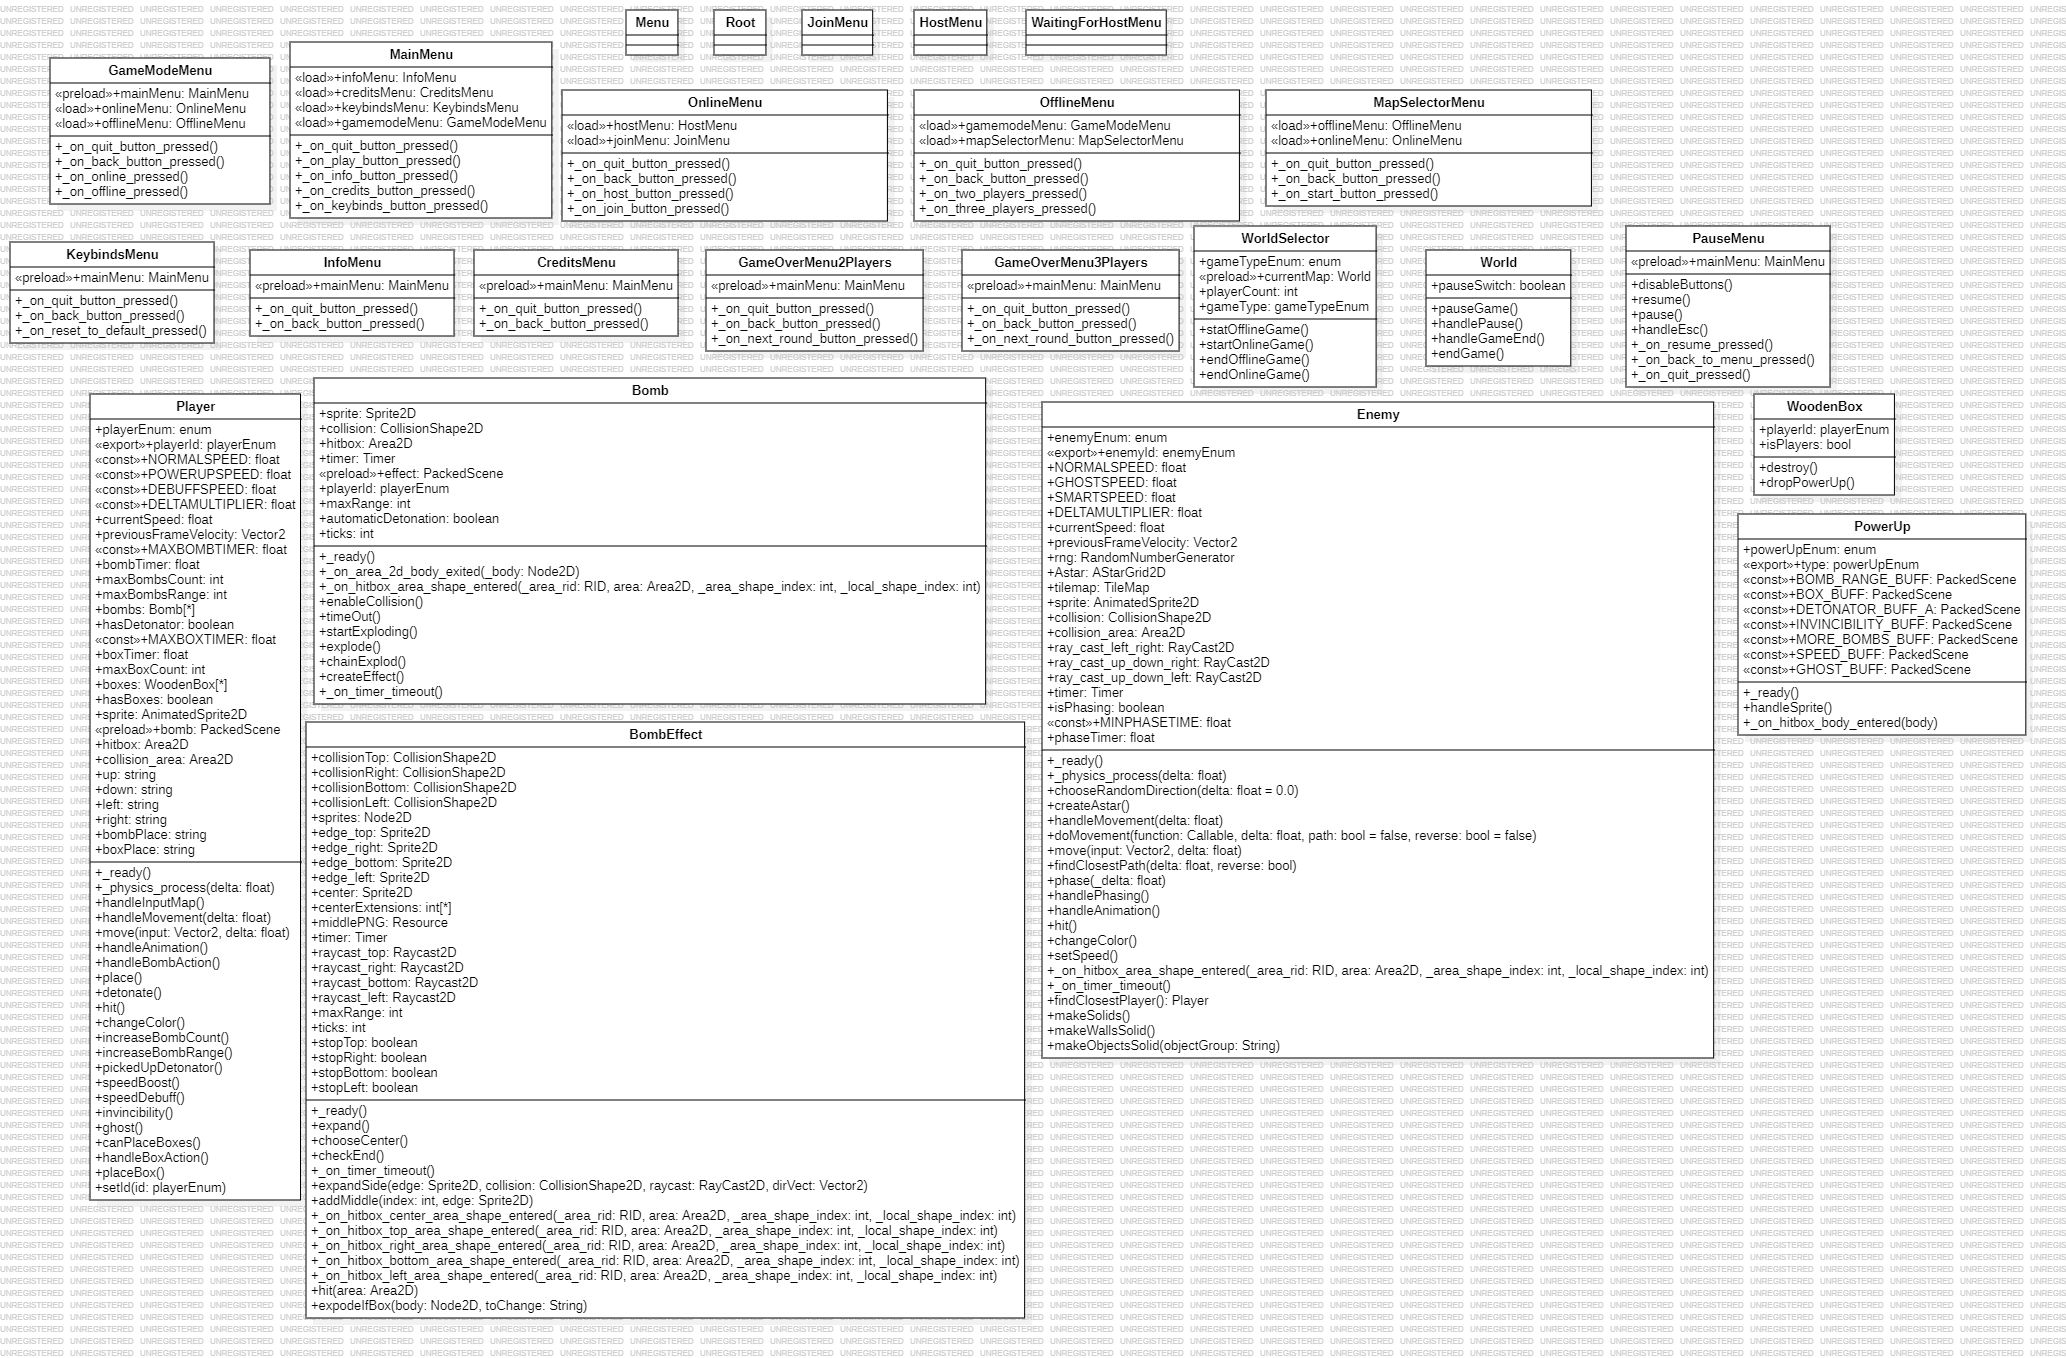 Menu
Root
JoinMenu
HostMenu
WaitingForHostMenu
GameModeMenu
«preload»+mainMenu: MainMenu
«load»+onlineMenu: OnlineMenu
«load»+offlineMenu: OfflineMenu
+_on_quit_button_pressed()
+_on_back_button_pressed()
+_on_online_pressed()
+_on_offline_pressed()
MainMenu
«load»+infoMenu: InfoMenu
«load»+creditsMenu: CreditsMenu
«load»+keybindsMenu: KeybindsMenu
«load»+gamemodeMenu: GameModeMenu
+_on_quit_button_pressed()
+_on_play_button_pressed()
+_on_info_button_pressed()
+_on_credits_button_pressed()
+_on_keybinds_button_pressed()
OnlineMenu
«load»+hostMenu: HostMenu
«load»+joinMenu: JoinMenu
+_on_quit_button_pressed()
+_on_back_button_pressed()
+_on_host_button_pressed()
+_on_join_button_pressed()
OfflineMenu
«load»+gamemodeMenu: GameModeMenu
«load»+mapSelectorMenu: MapSelectorMenu
+_on_quit_button_pressed()
+_on_back_button_pressed()
+_on_two_players_pressed()
+_on_three_players_pressed()
MapSelectorMenu
«load»+offlineMenu: OfflineMenu
«load»+onlineMenu: OnlineMenu
+_on_quit_button_pressed()
+_on_back_button_pressed()
+_on_start_button_pressed()
KeybindsMenu
«preload»+mainMenu: MainMenu
+_on_quit_button_pressed()
+_on_back_button_pressed()
+_on_reset_to_default_pressed()
InfoMenu
«preload»+mainMenu: MainMenu
+_on_quit_button_pressed()
+_on_back_button_pressed()
CreditsMenu
«preload»+mainMenu: MainMenu
+_on_quit_button_pressed()
+_on_back_button_pressed()
GameOverMenu2Players
«preload»+mainMenu: MainMenu
+_on_quit_button_pressed()
+_on_back_button_pressed()
+_on_next_round_button_pressed()
GameOverMenu3Players
«preload»+mainMenu: MainMenu
+_on_quit_button_pressed()
+_on_back_button_pressed()
+_on_next_round_button_pressed()
WorldSelector
+gameTypeEnum: enum
«preload»+currentMap: World
+playerCount: int
+gameType: gameTypeEnum
+statOfflineGame()
+startOnlineGame()
+endOfflineGame()
+endOnlineGame()
World
+pauseSwitch: boolean
+pauseGame()
+handlePause()
+handleGameEnd()
+endGame()
PauseMenu
«preload»+mainMenu: MainMenu
+disableButtons()
+resume()
+pause()
+handleEsc()
+_on_resume_pressed()
+_on_back_to_menu_pressed()
+_on_quit_pressed()
Player
+playerEnum: enum
«export»+playerId: playerEnum
«const»+NORMALSPEED: float
«const»+POWERUPSPEED: float
«const»+DEBUFFSPEED: float
«const»+DELTAMULTIPLIER: float
+currentSpeed: float
+previousFrameVelocity: Vector2
«const»+MAXBOMBTIMER: float
+bombTimer: float
+maxBombsCount: int
+maxBombsRange: int
+bombs: Bomb[*]
+hasDetonator: boolean
«const»+MAXBOXTIMER: float
+boxTimer: float
+maxBoxCount: int
+boxes: WoodenBox[*]
+hasBoxes: boolean
+sprite: AnimatedSprite2D
«preload»+bomb: PackedScene
+hitbox: Area2D
+collision_area: Area2D
+up: string
+down: string
+left: string
+right: string
+bombPlace: string
+boxPlace: string
+_ready()
+_physics_process(delta: float)
+handleInputMap()
+handleMovement(delta: float)
+move(input: Vector2, delta: float)
+handleAnimation()
+handleBombAction()
+place()
+detonate()
+hit()
+changeColor()
+increaseBombCount()
+increaseBombRange()
+pickedUpDetonator()
+speedBoost()
+speedDebuff()
+invincibility()
+ghost()
+canPlaceBoxes()
+handleBoxAction()
+placeBox()
+setId(id: playerEnum)
Bomb
+sprite: Sprite2D
+collision: CollisionShape2D
+hitbox: Area2D
+timer: Timer
«preload»+effect: PackedScene
+playerId: playerEnum
+maxRange: int
+automaticDetonation: boolean
+ticks: int
+_ready()
+_on_area_2d_body_exited(_body: Node2D)
+_on_hitbox_area_shape_entered(_area_rid: RID, area: Area2D, _area_shape_index: int, _local_shape_index: int)
+enableCollision()
+timeOut()
+startExploding()
+explode()
+chainExplod()
+createEffect()
+_on_timer_timeout()
BombEffect
+collisionTop: CollisionShape2D
+collisionRight: CollisionShape2D
+collisionBottom: CollisionShape2D
+collisionLeft: CollisionShape2D
+sprites: Node2D
+edge_top: Sprite2D
+edge_right: Sprite2D
+edge_bottom: Sprite2D
+edge_left: Sprite2D
+center: Sprite2D
+centerExtensions: int[*]
+middlePNG: Resource
+timer: Timer
+raycast_top: Raycast2D
+raycast_right: Raycast2D
+raycast_bottom: Raycast2D
+raycast_left: Raycast2D
+maxRange: int
+ticks: int
+stopTop: boolean
+stopRight: boolean
+stopBottom: boolean
+stopLeft: boolean
+_ready()
+expand()
+chooseCenter()
+checkEnd()
+_on_timer_timeout()
+expandSide(edge: Sprite2D, collision: CollisionShape2D, raycast: RayCast2D, dirVect: Vector2)
+addMiddle(index: int, edge: Sprite2D)
+_on_hitbox_center_area_shape_entered(_area_rid: RID, area: Area2D, _area_shape_index: int, _local_shape_index: int)
+_on_hitbox_top_area_shape_entered(_area_rid: RID, area: Area2D, _area_shape_index: int, _local_shape_index: int)
+_on_hitbox_right_area_shape_entered(_area_rid: RID, area: Area2D, _area_shape_index: int, _local_shape_index: int)
+_on_hitbox_bottom_area_shape_entered(_area_rid: RID, area: Area2D, _area_shape_index: int, _local_shape_index: int)
+_on_hitbox_left_area_shape_entered(_area_rid: RID, area: Area2D, _area_shape_index: int, _local_shape_index: int)
+hit(area: Area2D)
+expodeIfBox(body: Node2D, toChange: String)
Enemy
+enemyEnum: enum
«export»+enemyId: enemyEnum
+NORMALSPEED: float
+GHOSTSPEED: float
+SMARTSPEED: float
+DELTAMULTIPLIER: float
+currentSpeed: float
+previousFrameVelocity: Vector2
+rng: RandomNumberGenerator
+Astar: AStarGrid2D
+tilemap: TileMap
+sprite: AnimatedSprite2D
+collision: CollisionShape2D
+collision_area: Area2D
+ray_cast_left_right: RayCast2D
+ray_cast_up_down_right: RayCast2D
+ray_cast_up_down_left: RayCast2D
+timer: Timer
+isPhasing: boolean
«const»+MINPHASETIME: float
+phaseTimer: float
+_ready()
+_physics_process(delta: float)
+chooseRandomDirection(delta: float = 0.0)
+createAstar()
+handleMovement(delta: float)
+doMovement(function: Callable, delta: float, path: bool = false, reverse: bool = false)
+move(input: Vector2, delta: float)
+findClosestPath(delta: float, reverse: bool)
+phase(_delta: float)
+handlePhasing()
+handleAnimation()
+hit()
+changeColor()
+setSpeed()
+_on_hitbox_area_shape_entered(_area_rid: RID, area: Area2D, _area_shape_index: int, _local_shape_index: int)
+_on_timer_timeout()
+findClosestPlayer(): Player
+makeSolids()
+makeWallsSolid()
+makeObjectsSolid(objectGroup: String)
WoodenBox
+playerId: playerEnum
+isPlayers: bool
+destroy()
+dropPowerUp()
PowerUp
+powerUpEnum: enum
«export»+type: powerUpEnum
«const»+BOMB_RANGE_BUFF: PackedScene
«const»+BOX_BUFF: PackedScene
«const»+DETONATOR_BUFF_A: PackedScene
«const»+INVINCIBILITY_BUFF: PackedScene
«const»+MORE_BOMBS_BUFF: PackedScene
«const»+SPEED_BUFF: PackedScene
«const»+GHOST_BUFF: PackedScene
+_ready()
+handleSprite()
+_on_hitbox_body_entered(body)